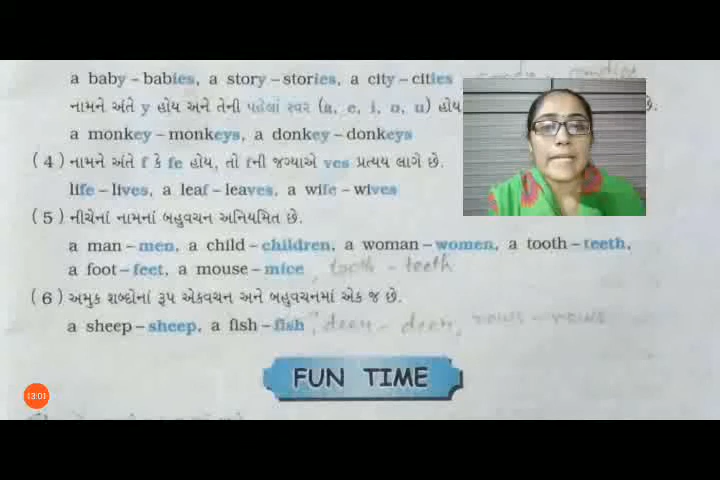 a baby – babies, a story – stories, a city – cities
નામને અંતે y હોય અને તેની પહેલાં સ્વર (a, e, i, o, u) હોય છે.
a monkey – monkeys, a donkey – donkeys
(4) નામને અંતે f કે fe હોય, તો fની જગ્યાએ ves પ્રત્યય લાગે છે.
life – lives, a leaf – leaves, a wife – wives
(5) નીચેનાં નામનાં બહુવચન અનિયમિત છે.
a man – men, a child – children, a woman – women, a tooth – teeth,
a foot – feet, a mouse – mice, tooth - teeth
(6) અમુક શબ્દોનાં રૂપ એકવચન અને બહુવચનમાં એક જ છે.
a sheep – sheep, a fish – fish, deer - deer, news - news
FUN TIME
13:01